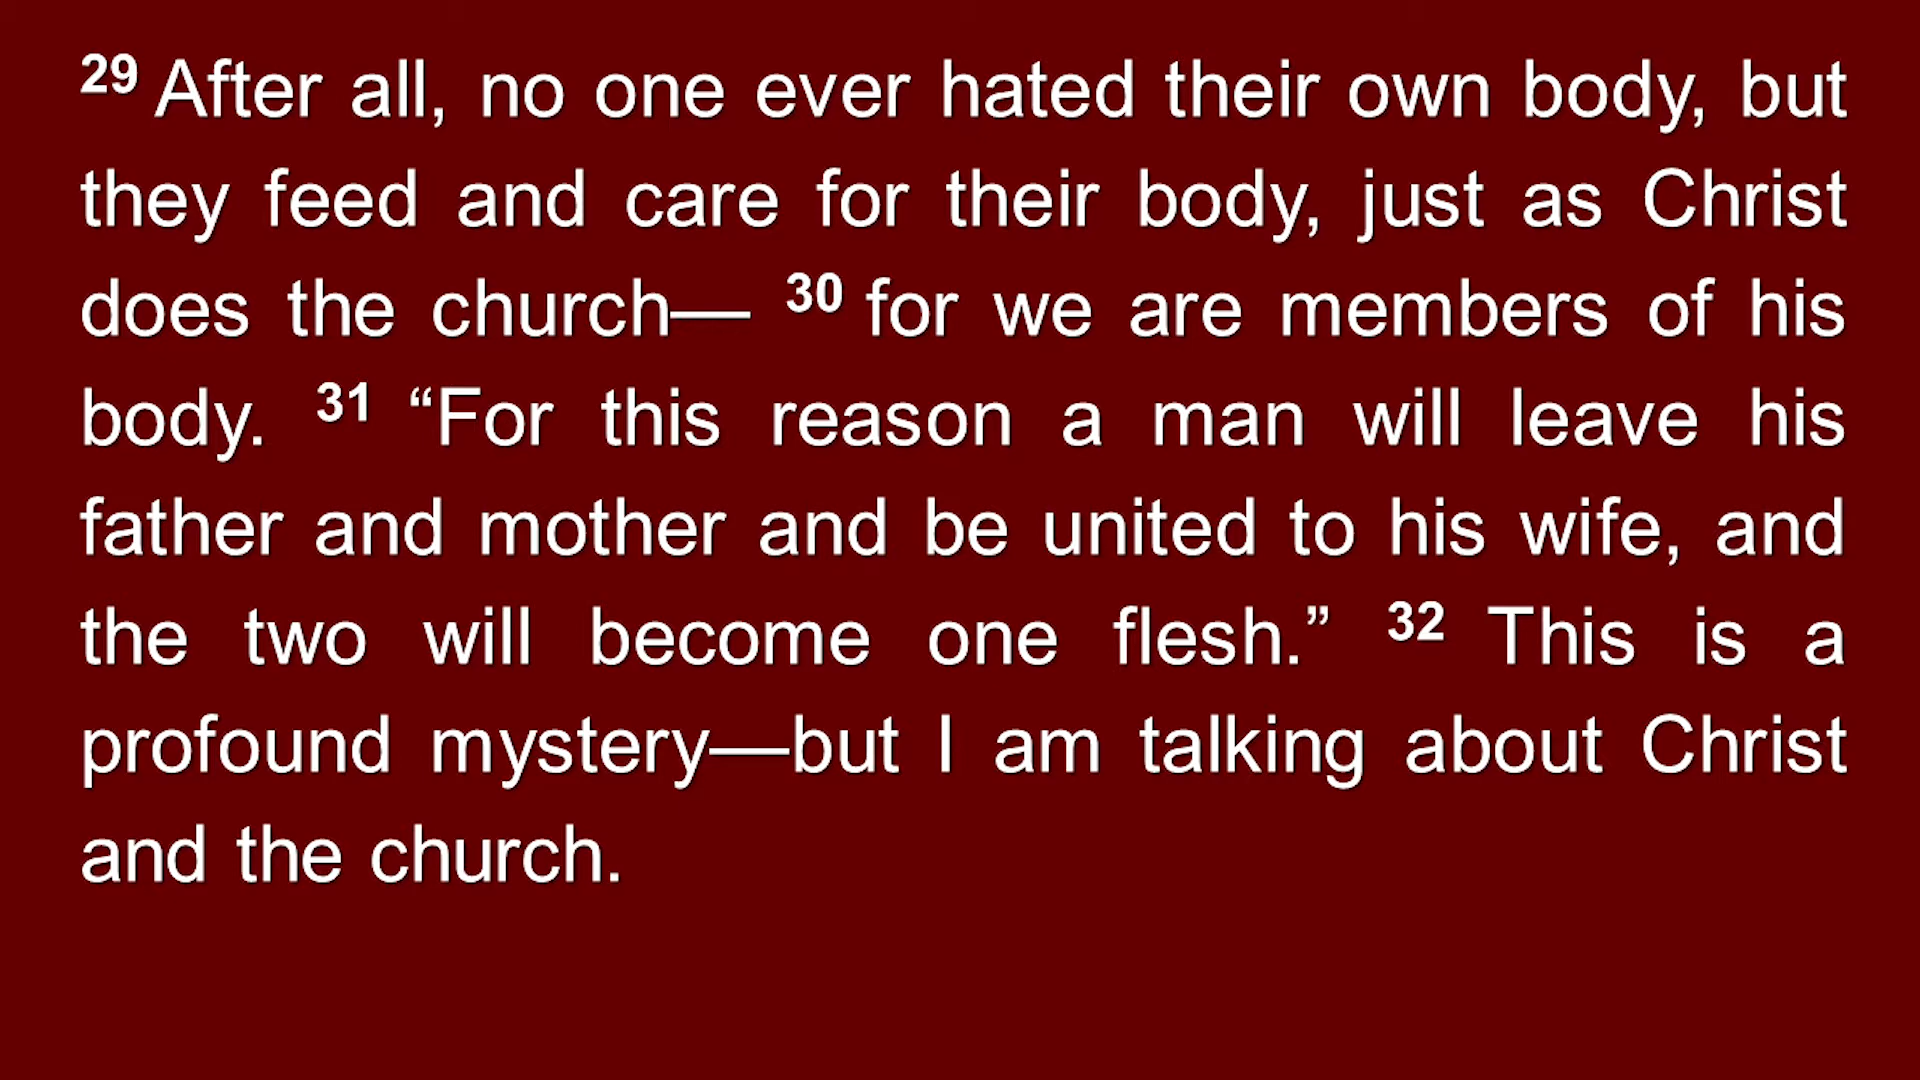 29 After all, no one ever hated their own body, but
they feed and care for their body, just as Christ
does the church— 30 for we are members of his
body. 31 “For this reason a man will leave his
father and mother and be united to his wife, and
the two will become one flesh.” 32 This is a
profound mystery—but I am talking about Christ
and the church.